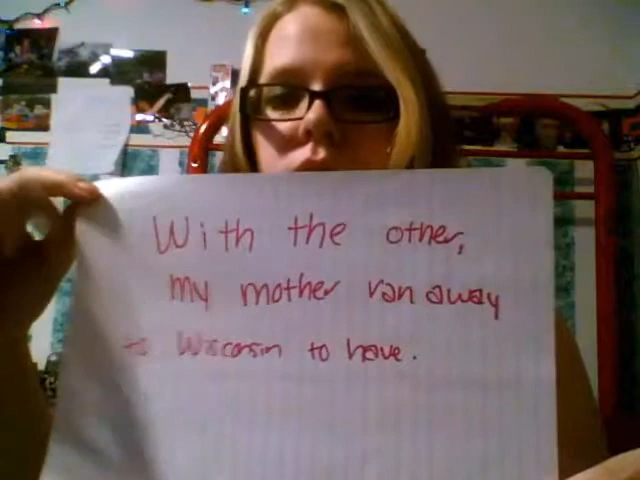 With the other,
my mother ran away
to Wisconsin to have.